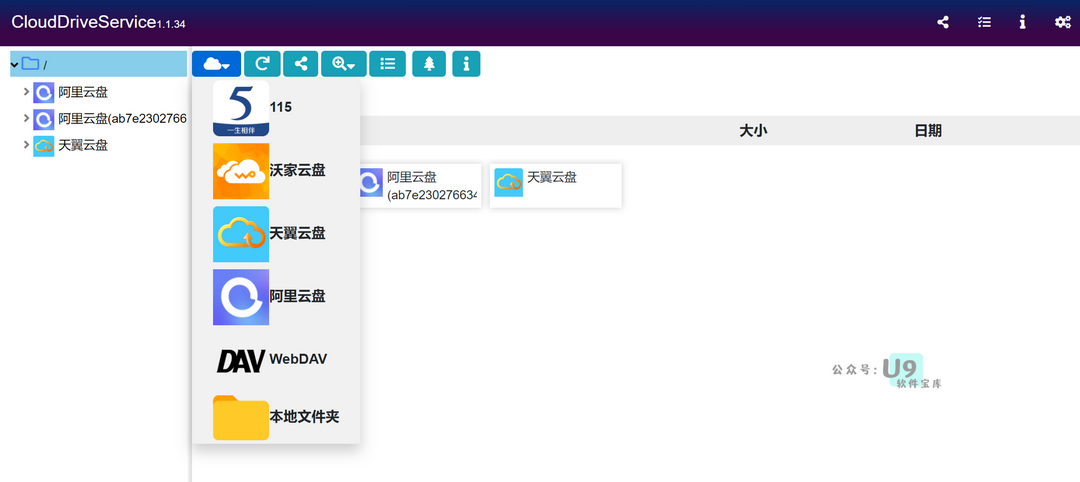 CloudDriveService1.1.34
/
阿里云盘
阿里云盘(ab7e2302766
天翼云盘
5
一生相伴
115
沃家云盘
天翼云盘
阿里云盘
DAV
WebDAV
本地文件夹
大小
日期
阿里云盘
(ab7e230276634
天翼云盘
公众号:U9
软件宝库